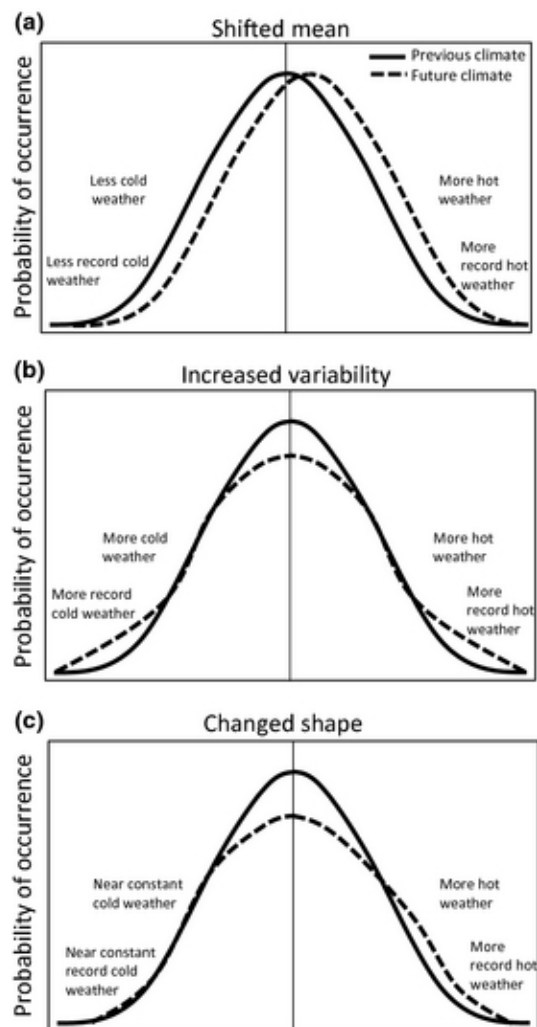 (a)
Shifted mean
Previous climate
Future climate
Probability of occurrence
Less cold
weather
More hot
weather
Less record cold
weather
More
record hot
weather
(b)
Increased variability
Probability of occurrence
More cold
weather
More hot
weather
More record
cold weather
More
record hot
weather
(c)
Changed shape
Probability of occurrence
Near constant
cold weather
More hot
weather
Near constant
record cold
weather
More
record hot
weather